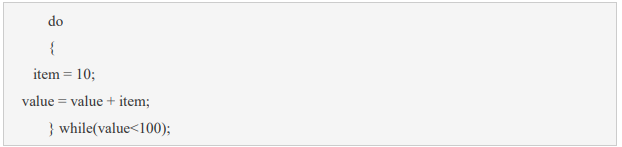 do
{
item = 10;
value = value + item;
} while(value<100);